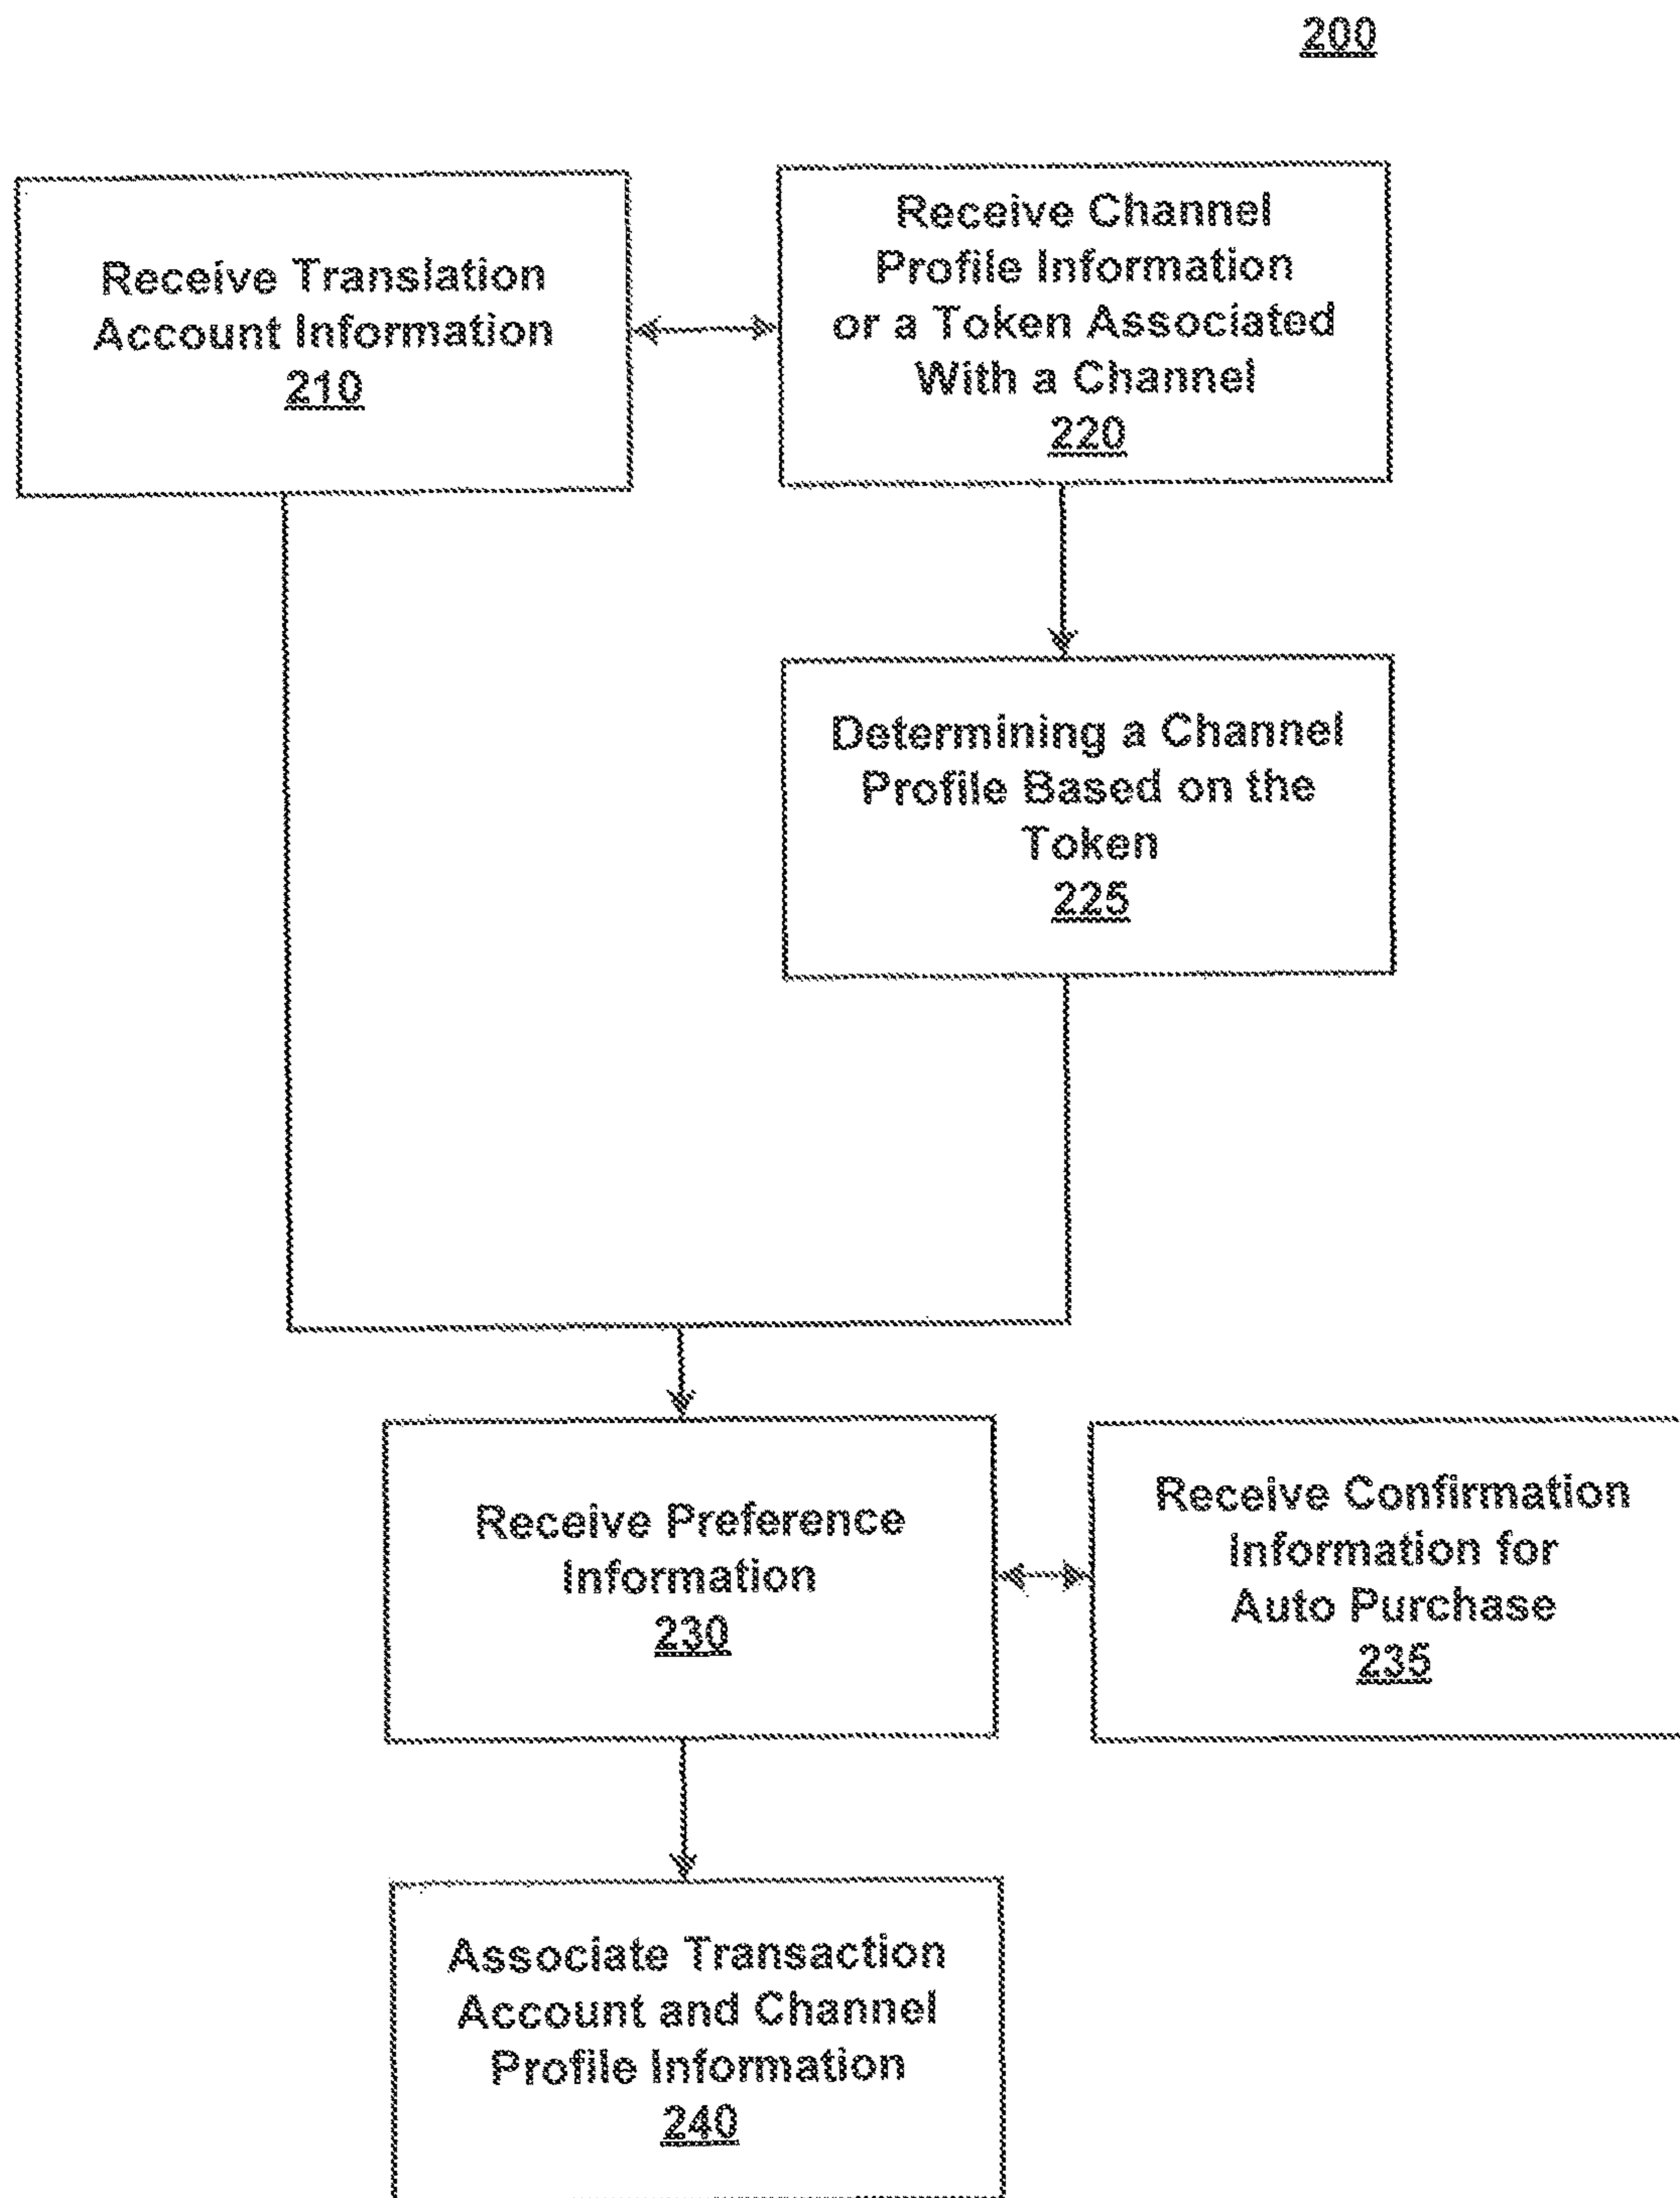 200
Receive Translation
Account Information
210
Receive Channel
Profile Information
or a Token Associated
With a Channel
220
Determining a Channel
Profile Based on the
Token
225
Receive Preference
Information
230
Receive Confirmation
Information for
Auto Purchase
235
Associate Transaction
Account and Channel
Profile Information
240